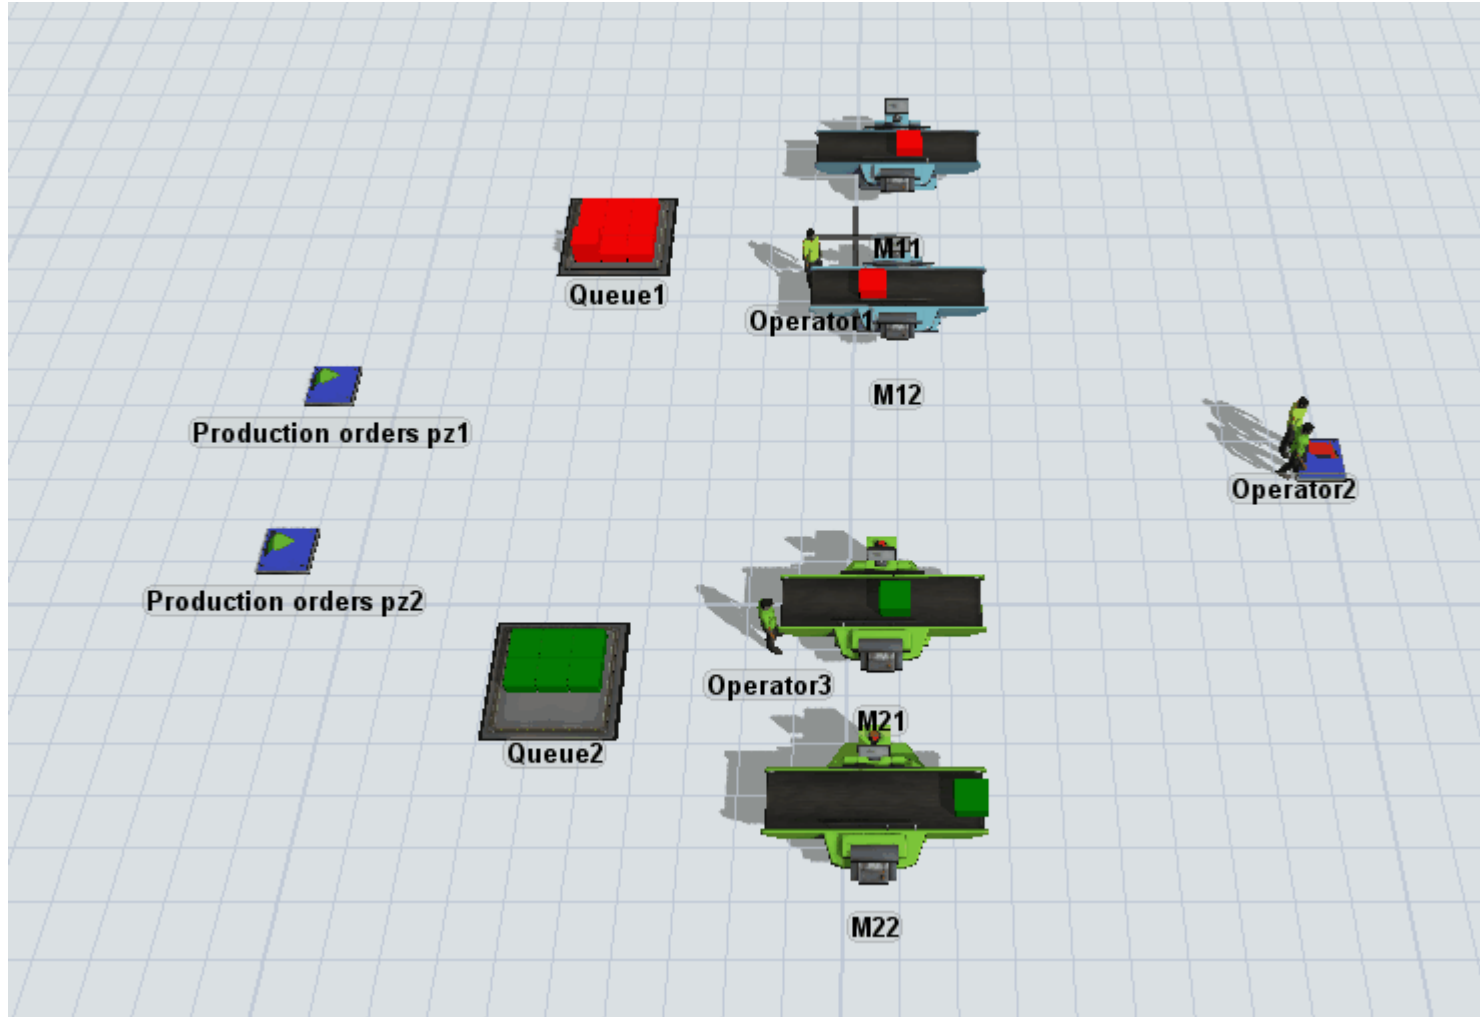 M11
Queue1
Operator1
M12
Production orders pz1
Operator2
Production orders pz2
Operator3
M21
Queue2
M22